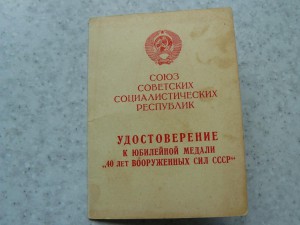 СОЮЗ
СОВЕТСКИХ
СОЦИАЛИСТИЧЕСКИХ
РЕСПУБЛИК
УДОСТОВЕРЕНИЕ
К ЮБИЛЕЙНОЙ МЕДАЛИ
„40 ЛЕТ ВООРУЖЕННЫХ СИЛ СССР“